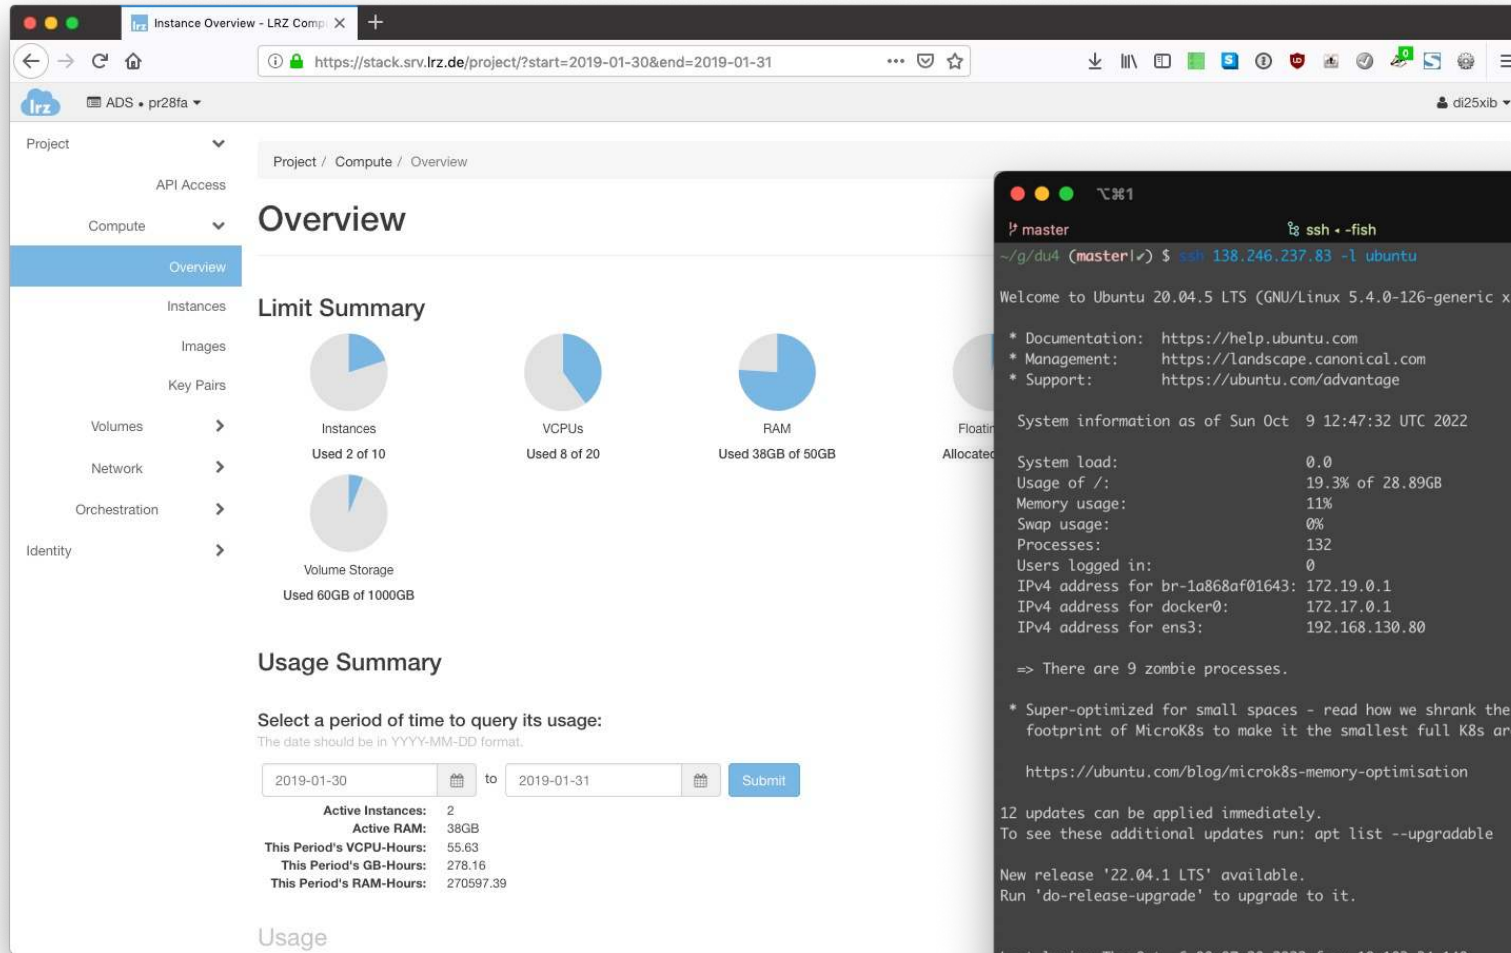 lrz Instance Overview - LRZ Comp
https://stack.srv.lrz.de/project/?start=2019-01-30&end=2019-01-31
lrz ADS • pr28fa
di25xib
Project
API Access
Compute
Overview
Instances
Images
Key Pairs
Volumes
Network
Orchestration
Identity
Project / Compute / Overview
Overview
Limit Summary
Instances
Used 2 of 10
VCPUs
Used 8 of 20
RAM
Used 38GB of 50GB
Floatin
Allocated
Volume Storage
Used 60GB of 1000GB
Usage Summary
Select a period of time to query its usage:
The date should be in YYYY-MM-DD format.
2019-01-30 to 2019-01-31 Submit
Active Instances: 2
Active RAM: 38GB
This Period's VCPU-Hours: 55.63
This Period's GB-Hours: 278.16
This Period's RAM-Hours: 270597.39
Usage
⌥⌘1
master ssh ◂ -fish
~/g/du4 (master|✔) $ ssh 138.246.237.83 -l ubuntu
Welcome to Ubuntu 20.04.5 LTS (GNU/Linux 5.4.0-126-generic x
* Documentation: https://help.ubuntu.com
* Management: https://landscape.canonical.com
* Support: https://ubuntu.com/advantage
System information as of Sun Oct 9 12:47:32 UTC 2022
System load: 0.0
Usage of /: 19.3% of 28.89GB
Memory usage: 11%
Swap usage: 0%
Processes: 132
Users logged in: 0
IPv4 address for br-1a868af01643: 172.19.0.1
IPv4 address for docker0: 172.17.0.1
IPv4 address for ens3: 192.168.130.80
=> There are 9 zombie processes.
* Super-optimized for small spaces - read how we shrank the
footprint of MicroK8s to make it the smallest full K8s ar
https://ubuntu.com/blog/microk8s-memory-optimisation
12 updates can be applied immediately.
To see these additional updates run: apt list --upgradable
New release '22.04.1 LTS' available.
Run 'do-release-upgrade' to upgrade to it.